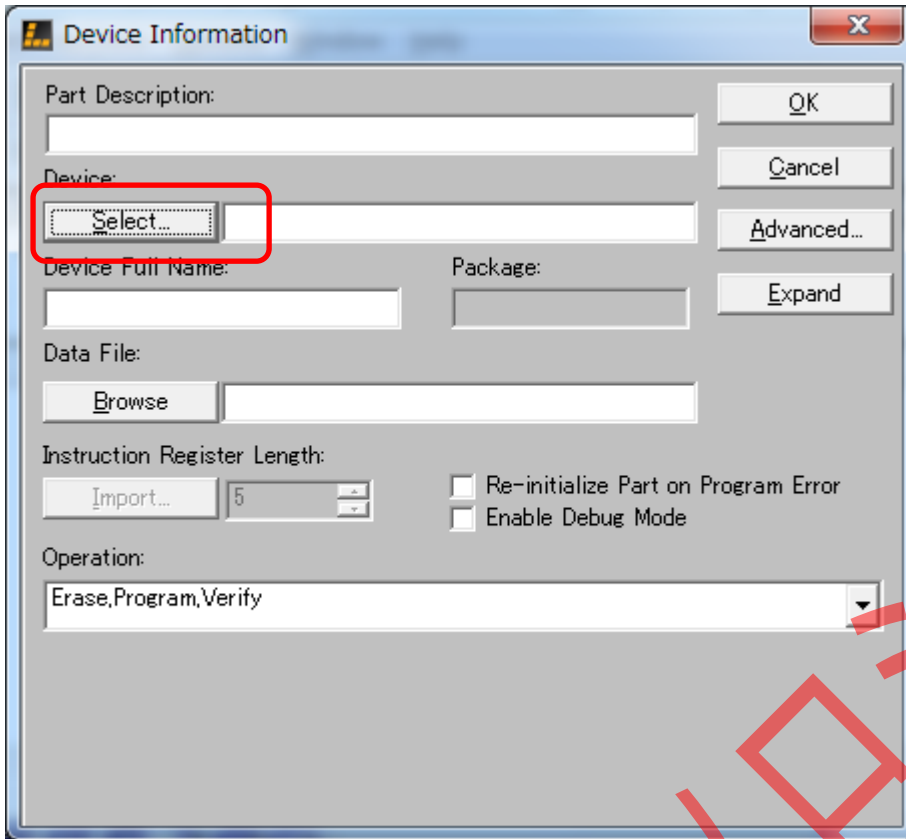 Device Information
Part Description:
OK
Device:
Cancel
Select...
Advanced...
Device Full Name:
Package:
Expand
Data File:
Browse
Instruction Register Length:
Import...
5
Re-initialize Part on Program Error
Enable Debug Mode
Operation:
Erase,Program,Verify